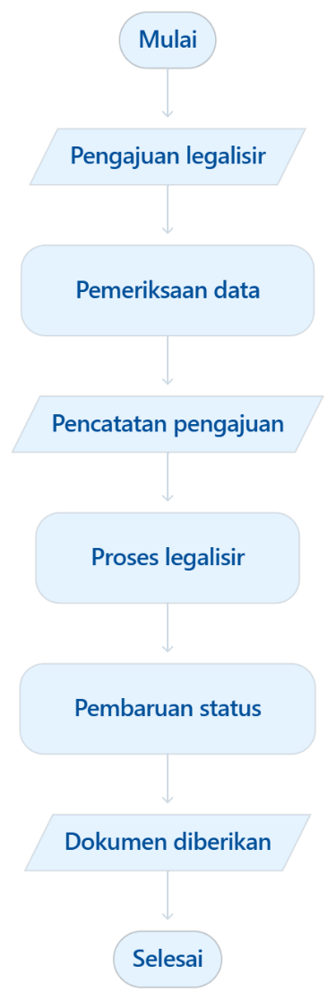 Mulai
Pengajuan legalisir
Pemeriksaan data
Pencatatan pengajuan
Proses legalisir
Pembaruan status
Dokumen diberikan
Selesai